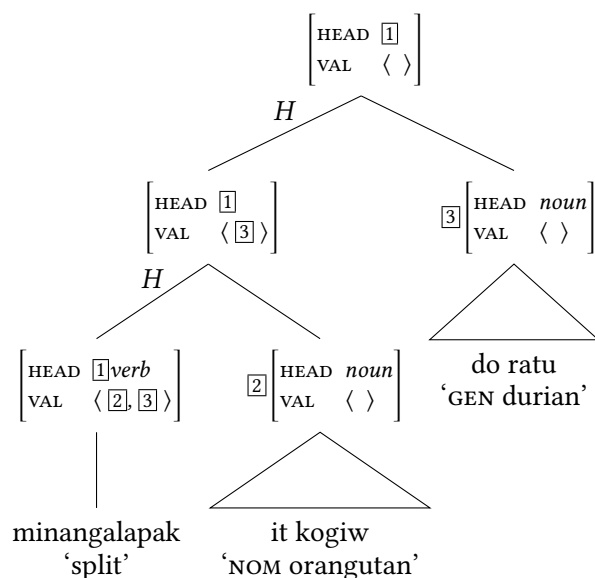 HEAD 1
VAL ⟨ ⟩
H
HEAD 1
VAL ⟨ 3 ⟩
3 HEAD noun
VAL ⟨ ⟩
H
HEAD 1 verb
VAL ⟨ 2, 3 ⟩
2 HEAD noun
VAL ⟨ ⟩
do ratu
‘GEN durian’
minangalapak
‘split’
it kogiw
‘NOM orangutan’